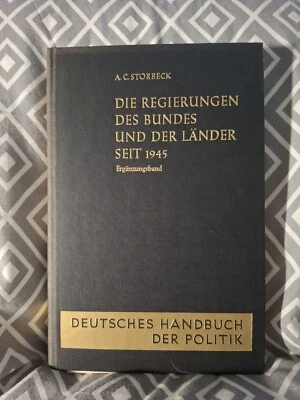 A. C. STORBECK
DIE REGIERUNGEN
DES BUNDES
UND DER LÄNDER
SEIT 1945
Ergänzungsband
DEUTSCHES HANDBUCH
DER POLITIK